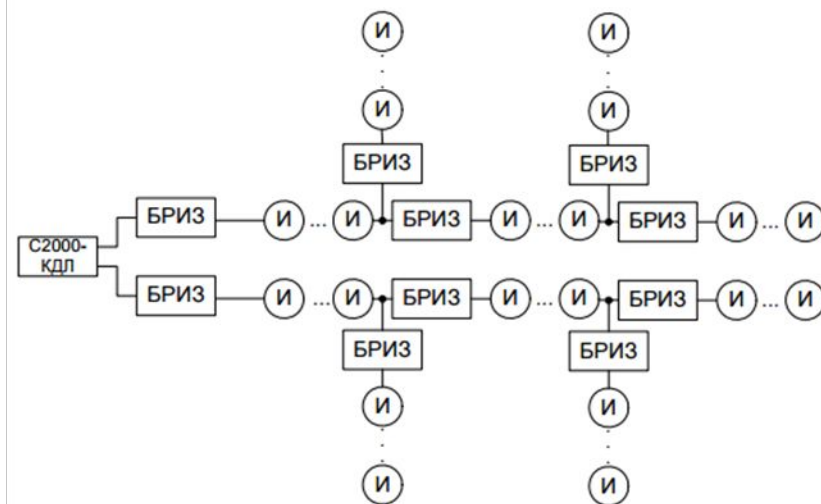 И И
. .
. .
И И
БРИЗ БРИЗ
БРИЗ И ... И БРИЗ И ... И БРИЗ И ... И
С2000-
КДЛ
БРИЗ И ... И БРИЗ И ... И БРИЗ И ... И
БРИЗ БРИЗ
И И
. .
. .
И И